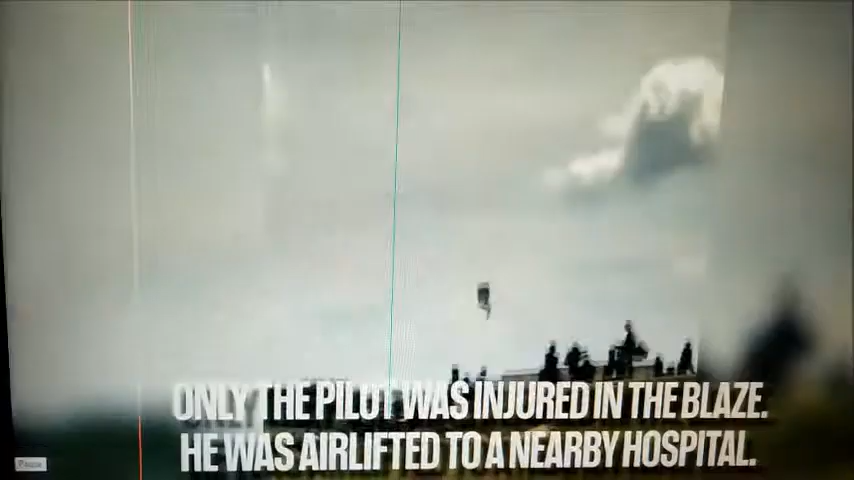 ONLY THE PILOT WAS INJURED IN THE BLAZE.
HE WAS AIRLIFTED TO A NEARBY HOSPITAL.